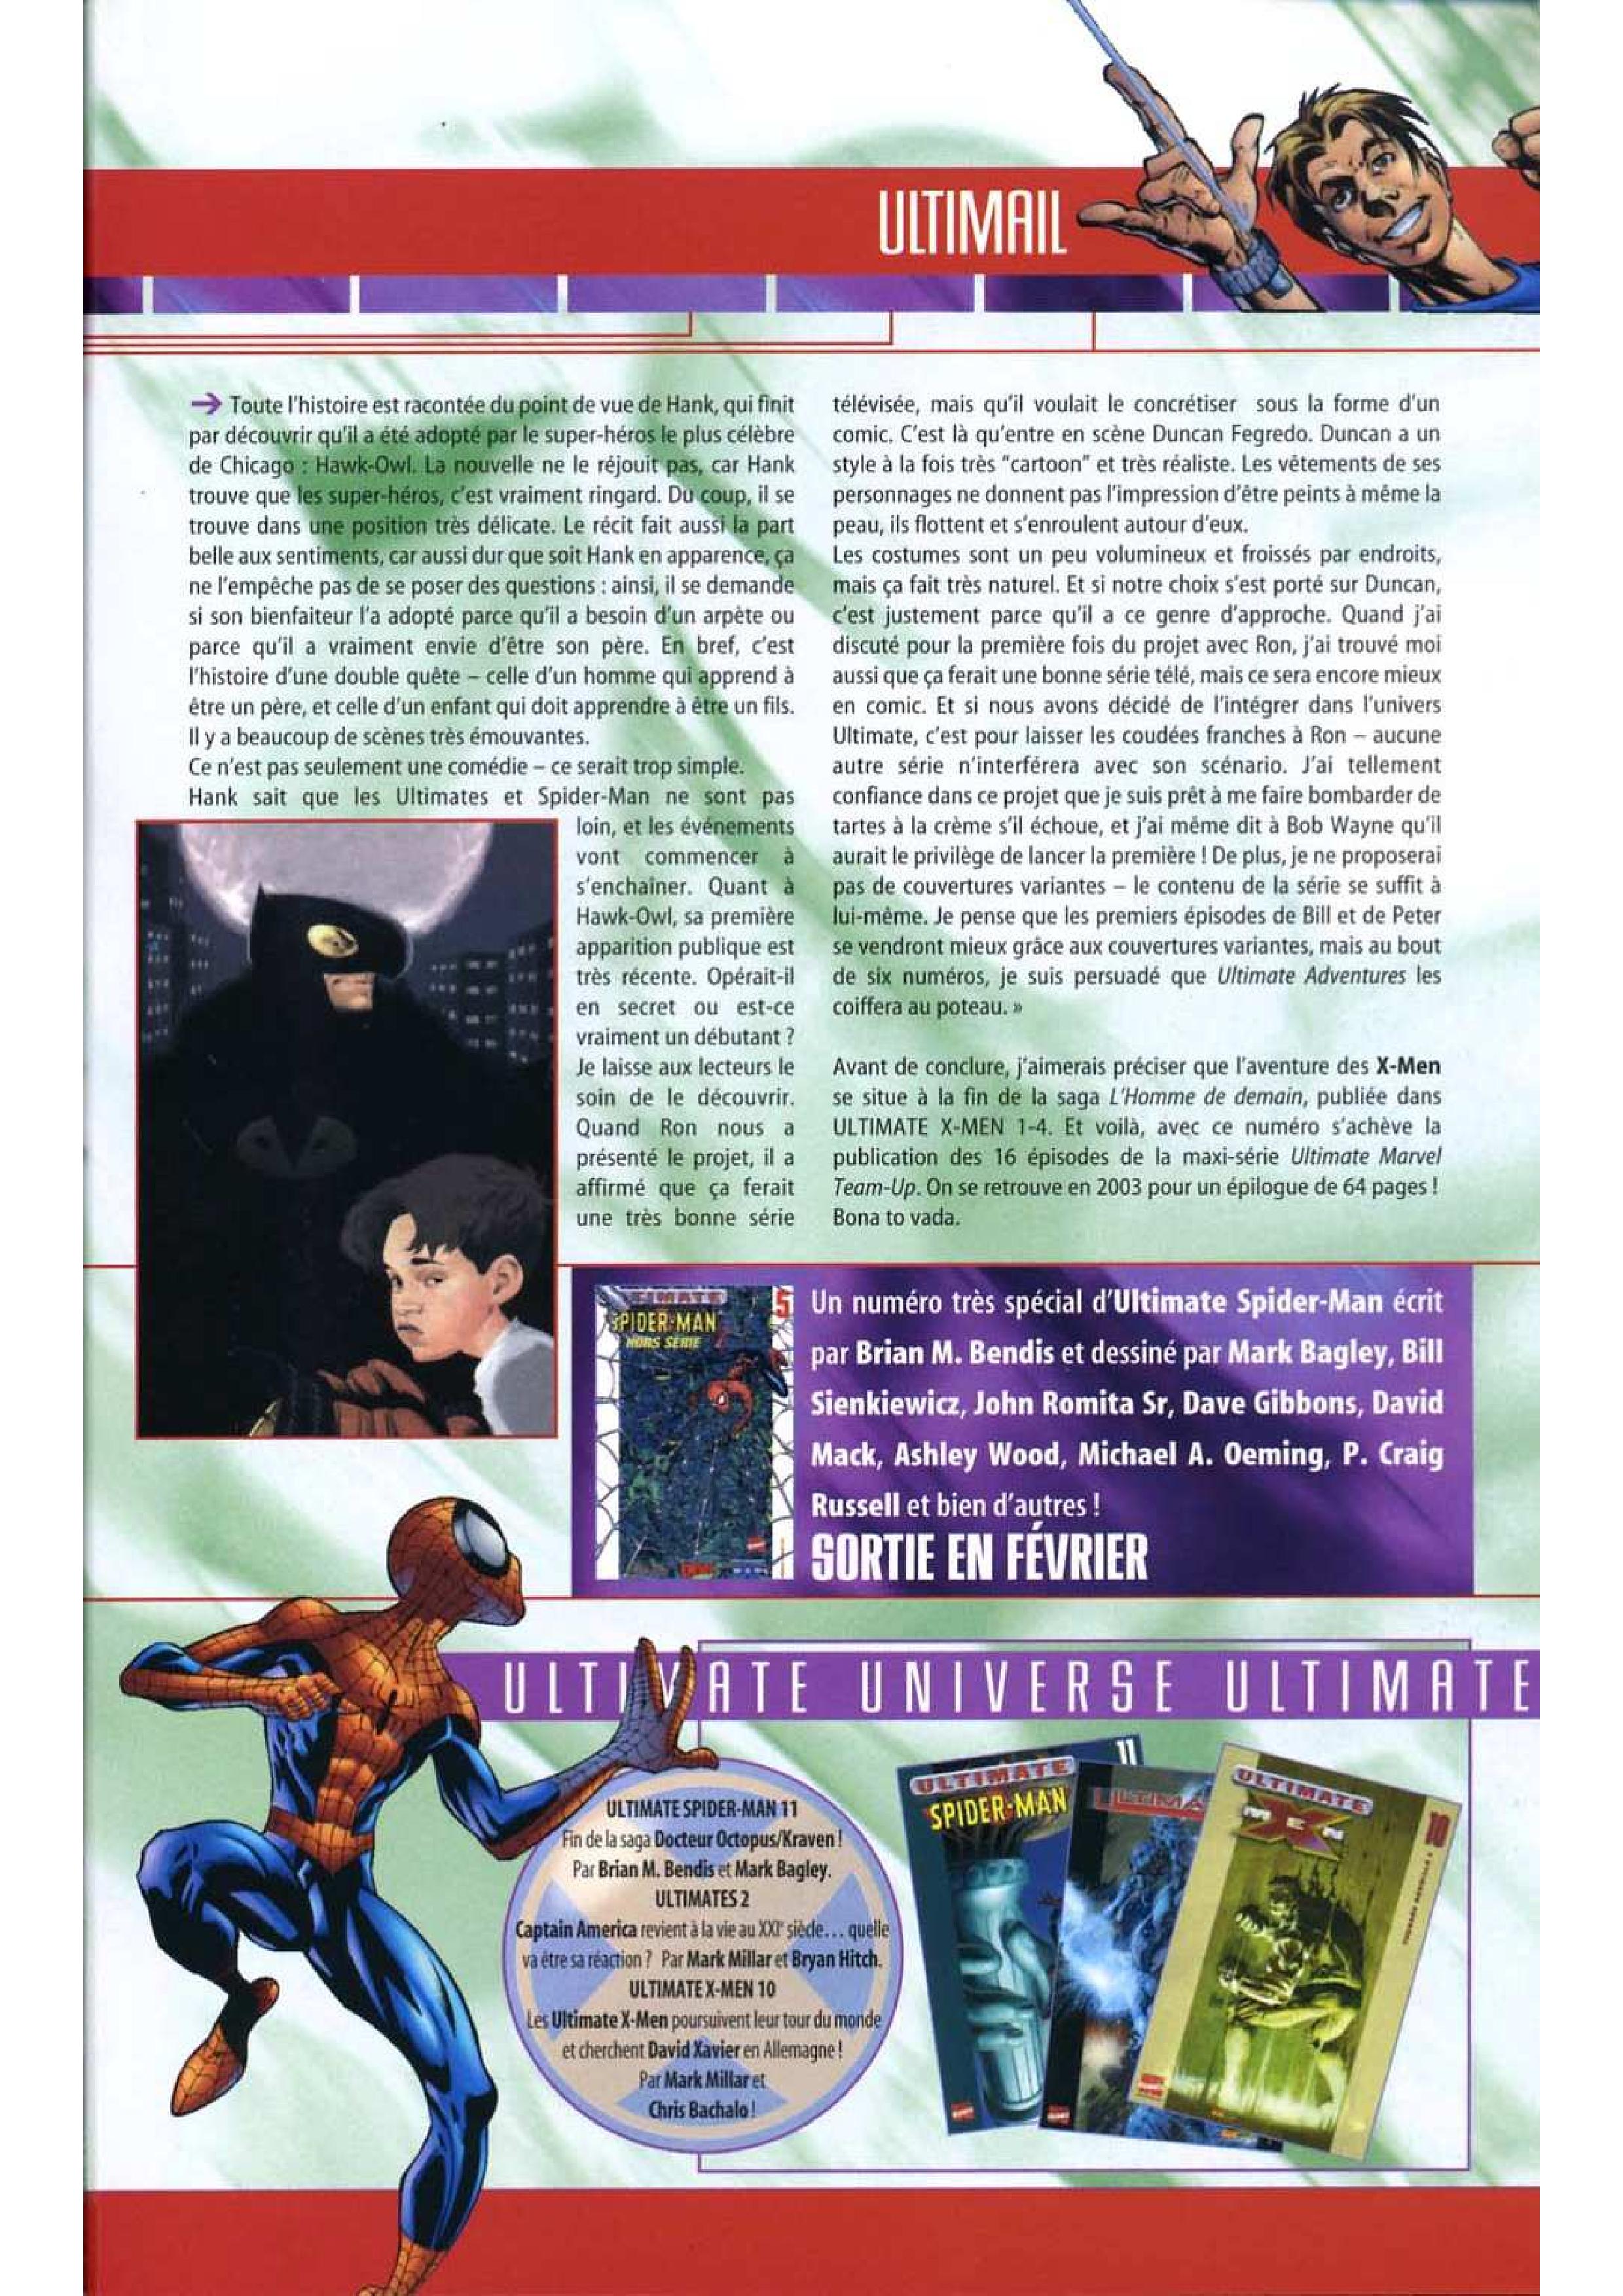 ULTIMAIL
→ Toute l'histoire est racontée du point de vue de Hank, qui finit
par découvrir qu'il a été adopté par le super-héros le plus célèbre
de Chicago : Hawk-Owl. La nouvelle ne le réjouit pas, car Hank
trouve que les super-héros, c'est vraiment ringard. Du coup, il se
trouve dans une position très délicate. Le récit fait aussi la part
belle aux sentiments, car aussi dur que soit Hank en apparence, ça
ne l'empêche pas de se poser des questions : ainsi, il se demande
si son bienfaiteur l'a adopté parce qu'il a besoin d'un arpète ou
parce qu'il a vraiment envie d'être son père. En bref, c'est
l'histoire d'une double quête – celle d'un homme qui apprend à
être un père, et celle d'un enfant qui doit apprendre à être un fils.
Il y a beaucoup de scènes très émouvantes.
Ce n'est pas seulement une comédie – ce serait trop simple.
Hank sait que les Ultimates et Spider-Man ne sont pas
loin, et les événements
vont commencer à
s'enchaîner. Quant à
Hawk-Owl, sa première
apparition publique est
très récente. Opérait-il
en secret ou est-ce
vraiment un débutant ?
Je laisse aux lecteurs le
soin de le découvrir.
Quand Ron nous a
présenté le projet, il a
affirmé que ça ferait
une très bonne série
télévisée, mais qu'il voulait le concrétiser sous la forme d'un
comic. C'est là qu'entre en scène Duncan Fegredo. Duncan a un
style à la fois très "cartoon" et très réaliste. Les vêtements de ses
personnages ne donnent pas l'impression d'être peints à même la
peau, ils flottent et s'enroulent autour d'eux.
Les costumes sont un peu volumineux et froissés par endroits,
mais ça fait très naturel. Et si notre choix s'est porté sur Duncan,
c'est justement parce qu'il a ce genre d'approche. Quand j'ai
discuté pour la première fois du projet avec Ron, j'ai trouvé moi
aussi que ça ferait une bonne série télé, mais ce sera encore mieux
en comic. Et si nous avons décidé de l'intégrer dans l'univers
Ultimate, c'est pour laisser les coudées franches à Ron – aucune
autre série n'interférera avec son scénario. J'ai tellement
confiance dans ce projet que je suis prêt à me faire bombarder de
tartes à la crème s'il échoue, et j'ai même dit à Bob Wayne qu'il
aurait le privilège de lancer la première ! De plus, je ne proposerai
pas de couvertures variantes – le contenu de la série se suffit à
lui-même. Je pense que les premiers épisodes de Bill et de Peter
se vendront mieux grâce aux couvertures variantes, mais au bout
de six numéros, je suis persuadé que Ultimate Adventures les
coiffera au poteau. »
Avant de conclure, j'aimerais préciser que l'aventure des X-Men
se situe à la fin de la saga L'Homme de demain, publiée dans
ULTIMATE X-MEN 1-4. Et voilà, avec ce numéro s'achève la
publication des 16 épisodes de la maxi-série Ultimate Marvel
Team-Up. On se retrouve en 2003 pour un épilogue de 64 pages !
Bona to vada.
ULTIMATE
SPIDER-MAN
HORS SÉRIE
5
Un numéro très spécial d'Ultimate Spider-Man écrit
par Brian M. Bendis et dessiné par Mark Bagley, Bill
Sienkiewicz, John Romita Sr, Dave Gibbons, David
Mack, Ashley Wood, Michael A. Oeming, P. Craig
Russell et bien d'autres !
SORTIE EN FÉVRIER
ULTIMATE UNIVERSE ULTIMATE
ULTIMATE SPIDER-MAN 11
Fin de la saga Docteur Octopus/Kraven !
Par Brian M. Bendis et Mark Bagley.
ULTIMATES 2
Captain America revient à la vie au XXIe siècle... quelle
va être sa réaction ? Par Mark Millar et Bryan Hitch.
ULTIMATE X-MEN 10
Les Ultimate X-Men poursuivent leur tour du monde
et cherchent David Xavier en Allemagne !
Par Mark Millar et
Chris Bachalo !
11
ULTIMATE
SPIDER-MAN
ULTIMA
ULTIMATE
X MEN
10